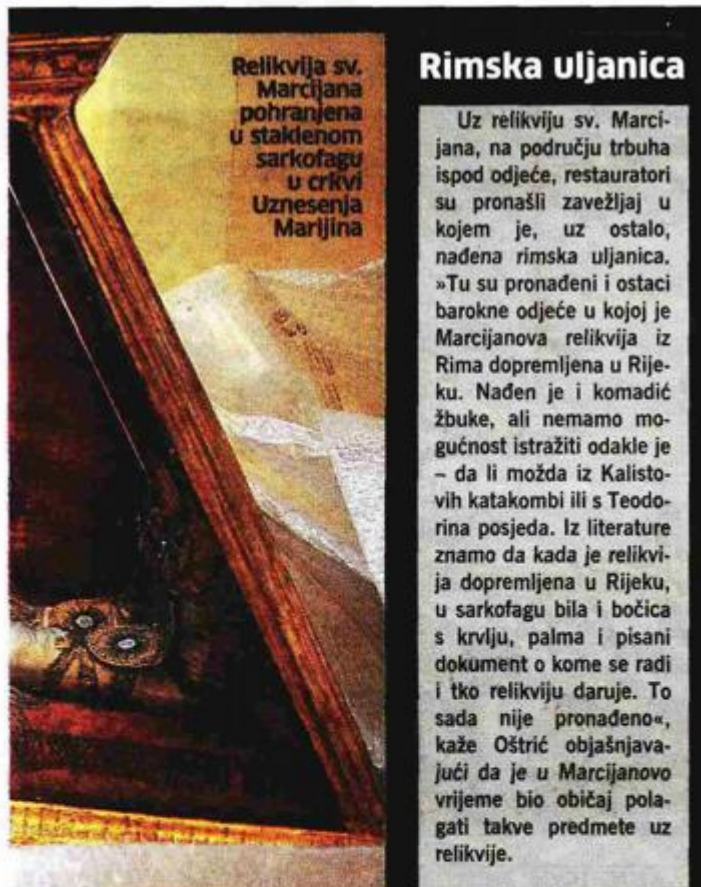 Relikvija sv.
Marcijana
pohranjena
u staklenom
sarkofagu
u crkvi
Uznesenja
Marijina
Rimska uljanica
Uz relikviju sv. Marci-
jana, na području trbuha
ispod odjeće, restauratori
su pronašli zavežljaj u
kojem je, uz ostalo,
nađena rimska uljanica.
»Tu su pronađeni i ostaci
barokne odjeće u kojoj je
Marcijanova relikvija iz
Rima dopremljena u Rije-
ku. Nađen je i komadić
žbuke, ali nemamo mo-
gućnost istražiti odakle je
– da li možda iz Kalisto-
vih katakombi ili s Teodo-
rina posjeda. Iz literature
znamo da kada je relikvi-
ja dopremljena u Rijeku,
u sarkofagu bila i bočica
s krvlju, palma i pisani
dokument o kome se radi
i tko relikviju daruje. To
sada nije pronađeno«,
kaže Oštrić objašnjava-
jući da je u Marcijanovo
vrijeme bio običaj pola-
gati takve predmete uz
relikvije.